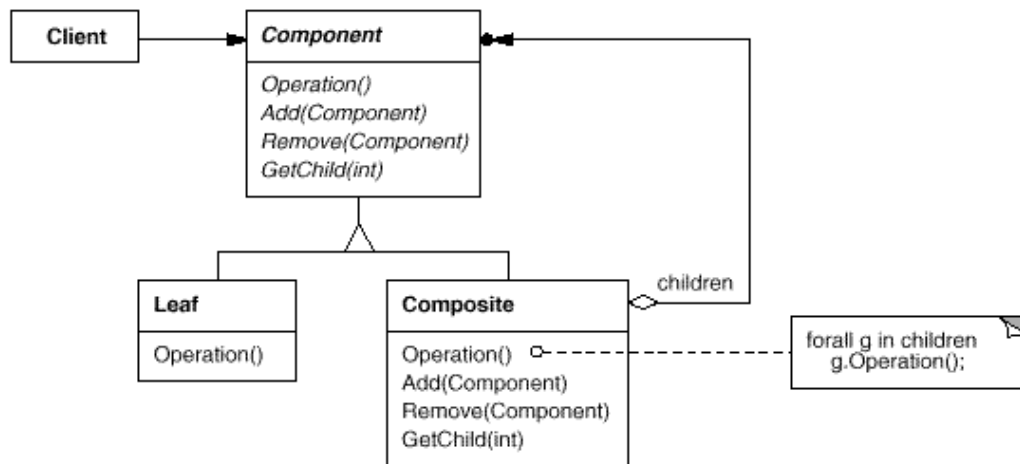 Client
Component
Operation()
Add(Component)
Remove(Component)
GetChild(int)
Leaf
Operation()
Composite
Operation()
Add(Component)
Remove(Component)
GetChild(int)
children
forall g in children
g.Operation();